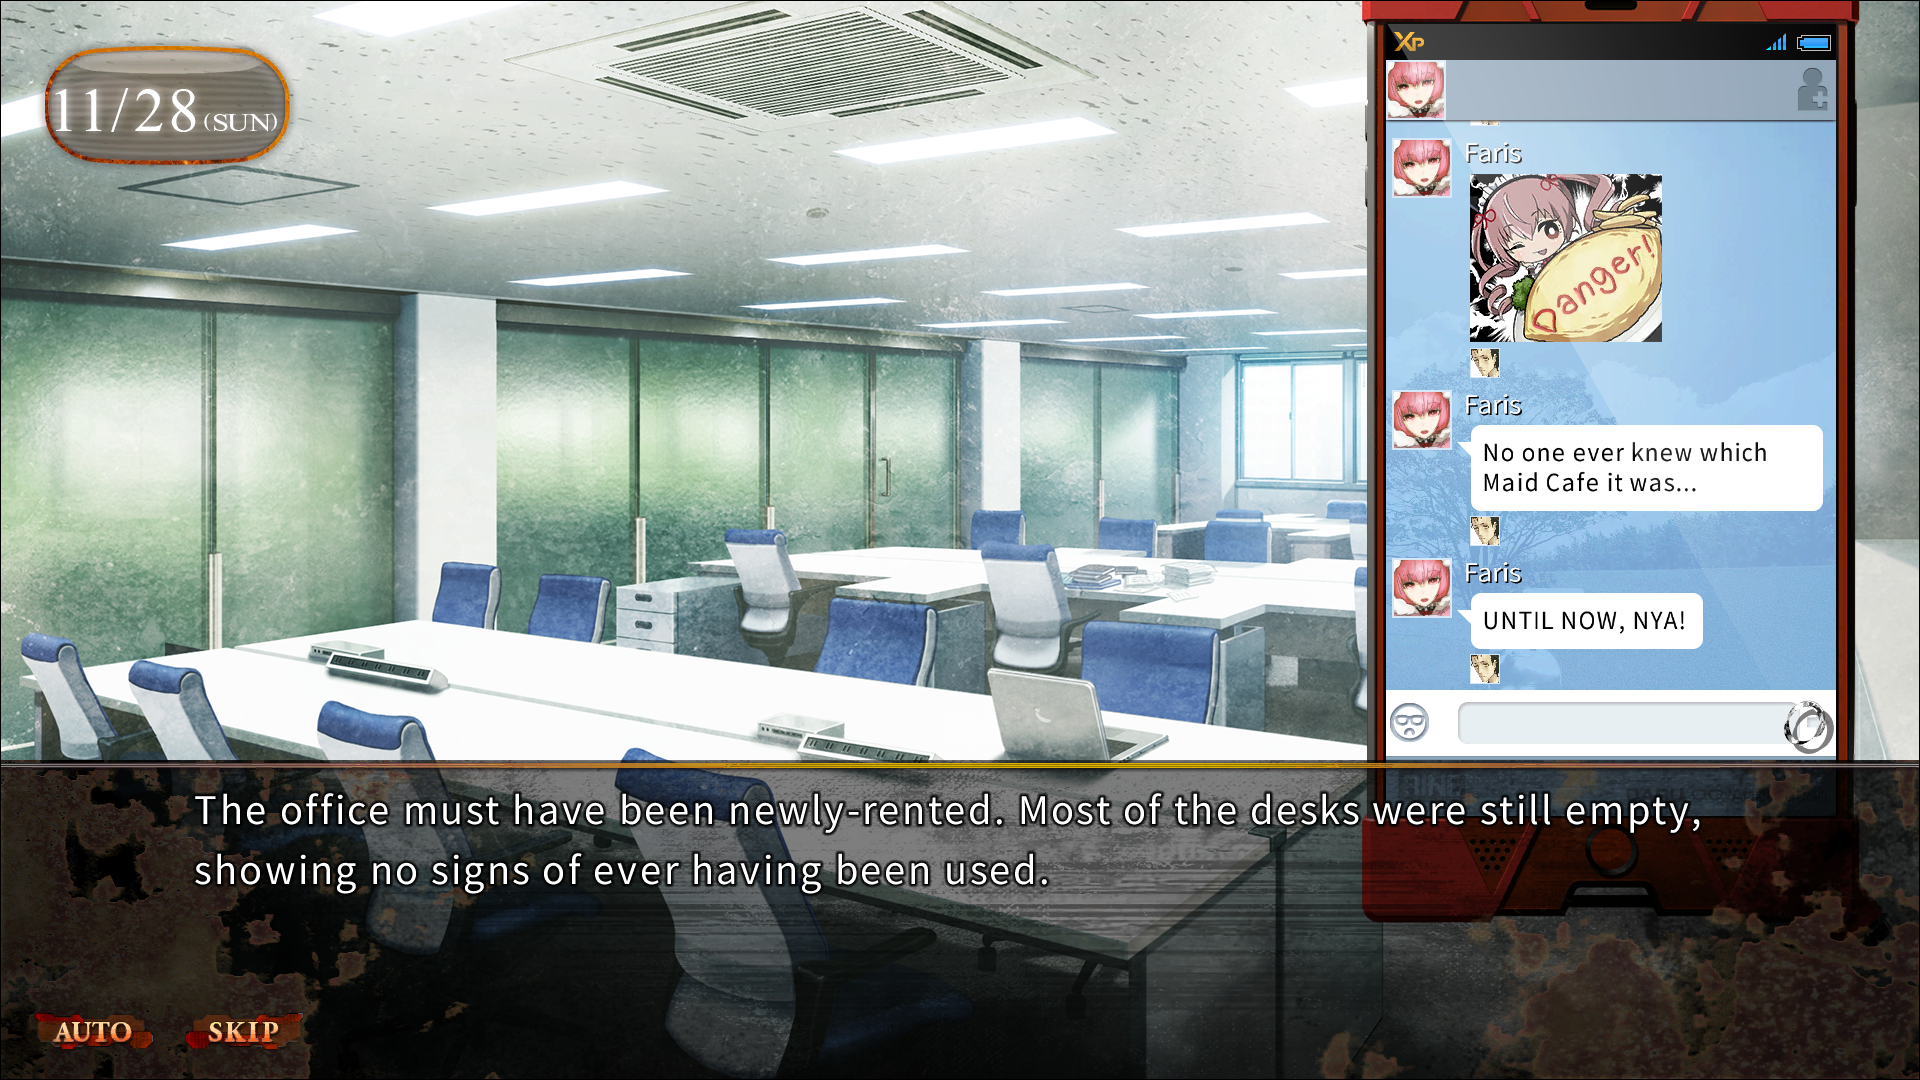 11/28(SUN)
XP
Faris
Danger!
Faris
No one ever knew which
Maid Cafe it was...
Faris
UNTIL NOW, NYA!
The office must have been newly-rented. Most of the desks were still empty,
showing no signs of ever having been used.
AUTO
SKIP